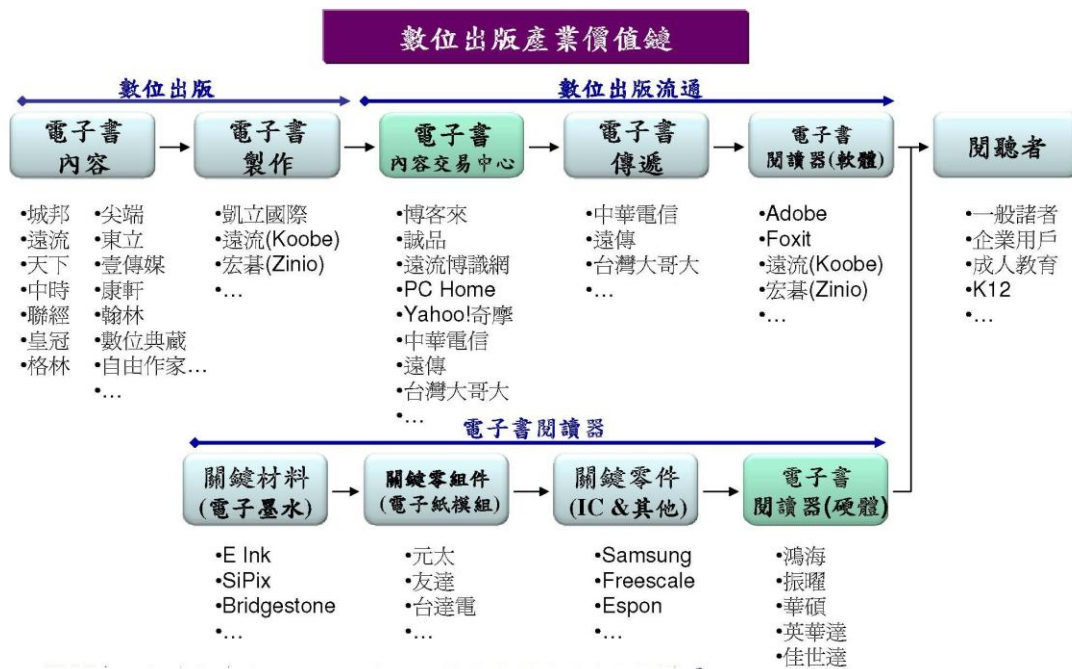 數位出版產業價值鏈
數位出版
數位出版流通
電子書
內容
電子書
製作
電子書
內容交易中心
電子書
傳遞
電子書
閱讀器(軟體)
閱聽者
•城邦
•遠流
•天下
•中時
•聯經
•皇冠
•格林
•尖端
•東立
•壹傳媒
•康軒
•翰林
•數位典蔵
•自由作家…
•…
•凱立國際
•遠流(Koobe)
•宏碁(Zinio)
•…
•博客來
•誠品
•遠流博識網
•PC Home
•Yahoo!奇摩
•中華電信
•遠傳
•台灣大哥大
•…
•中華電信
•遠傳
•台灣大哥大
•…
•Adobe
•Foxit
•遠流(Koobe)
•宏碁(Zinio)
•…
•一般諸者
•企業用戶
•成人教育
•K12
•…
電子書閱讀器
關鍵材料
(電子墨水)
關鍵零組件
(電子紙模組)
關鍵零件
(IC &其他)
電子書
閱讀器(硬體)
•E Ink
•SiPix
•Bridgestone
•…
•元太
•友達
•台達電
•…
•Samsung
•Freescale
•Espon
•…
•鴻海
•振曜
•華碩
•英華達
•佳世達